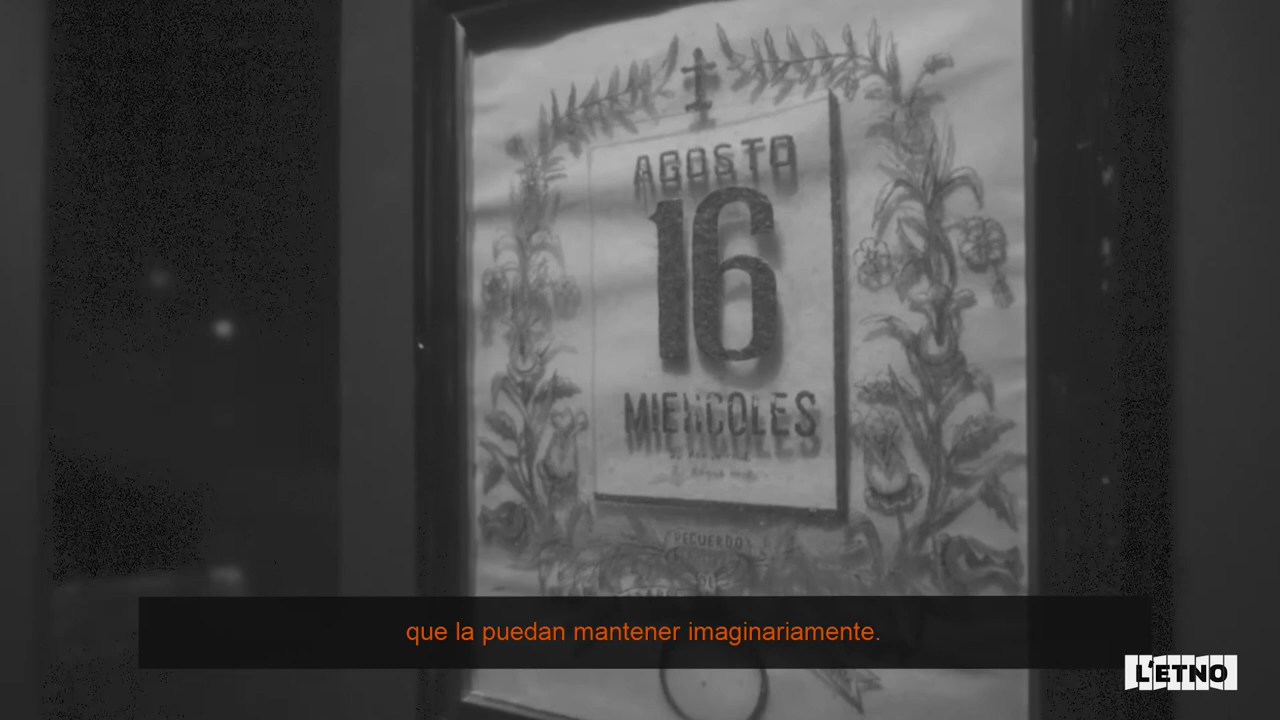 AGOSTO
16
MIERCOLES
RECUERDO
que la puedan mantener imaginariamente.
L'ETNO